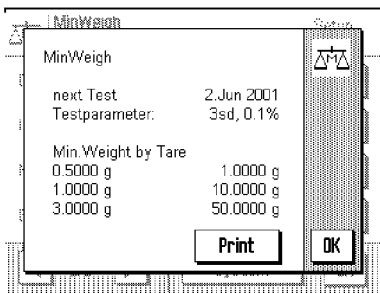 MinWeigh
MinWeigh
next Test 2.Jun 2001
Testparameter: 3sd, 0.1%
Min.Weight by Tare
0.5000 g 1.0000 g
1.0000 g 10.0000 g
3.0000 g 50.0000 g
Print
OK